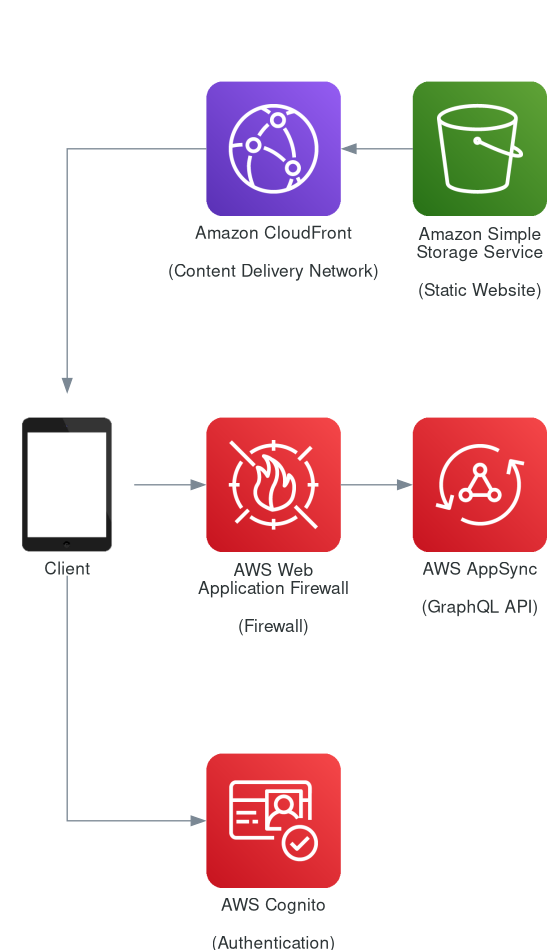 Amazon CloudFront
(Content Delivery Network)
Amazon Simple
Storage Service
(Static Website)
Client
AWS Web
Application Firewall
(Firewall)
AWS AppSync
(GraphQL API)
AWS Cognito
(Authentication)